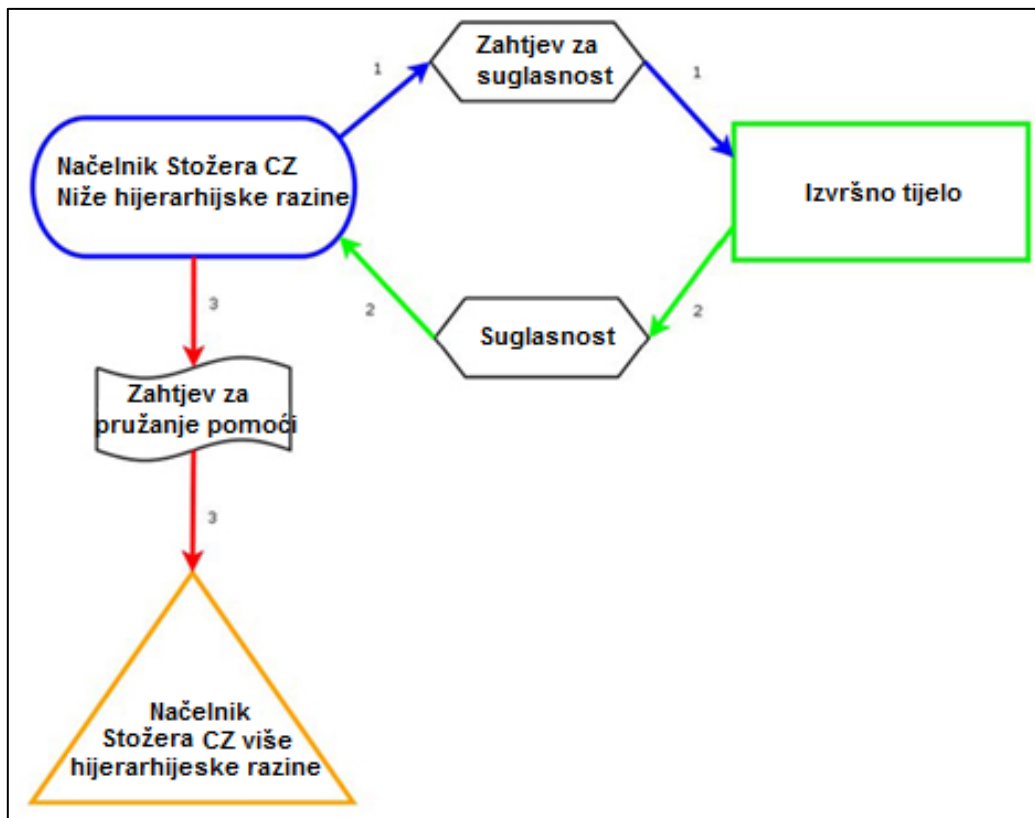 Zahtjev za
suglasnost
1
1
Načelnik Stožera CZ
Niže hijerarhijske razine
Izvršno tijelo
2
2
Suglasnost
3
Zahtjev za
pružanje pomoći
3
Načelnik
Stožera CZ više
hijerarhijeske razine